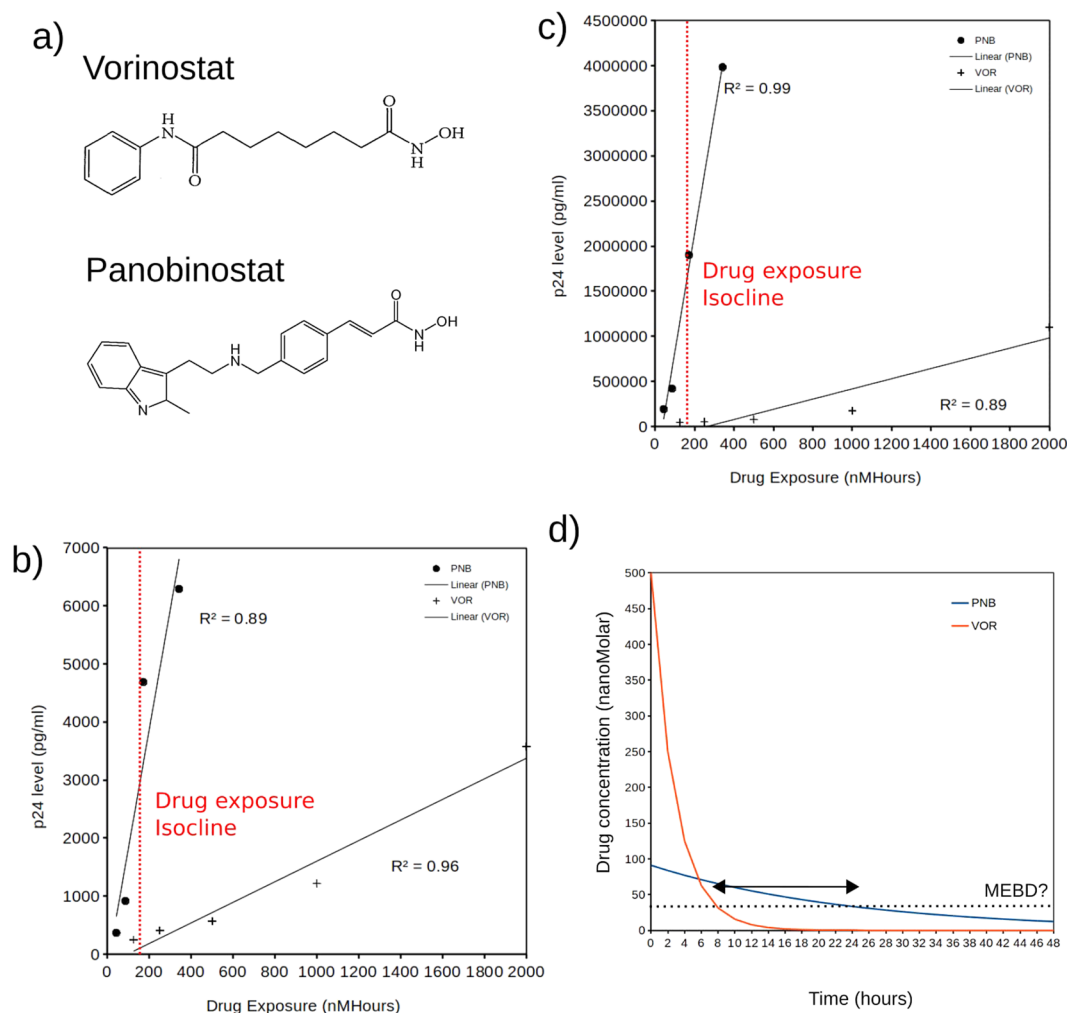 a)
Vorinostat
O
H
N
OH
N
H
O
Panobinostat
O
OH
H
N
N
H
N
c)
4500000
4000000
3500000
3000000
2500000
2000000
1500000
1000000
500000
0
p24 level (pg/ml)
PNB
Linear (PNB)
VOR
Linear (VOR)
R² = 0.99
Drug exposure
Isocline
R² = 0.89
0 200 400 600 800 1000 1200 1400 1600 1800 2000
Drug Exposure (nMHours)
b)
7000
6000
5000
4000
3000
2000
1000
0
p24 level (pg/ml)
PNB
Linear (PNB)
VOR
Linear (VOR)
R² = 0.89
Drug exposure
Isocline
R² = 0.96
0 200 400 600 800 1000 1200 1400 1600 1800 2000
Drug Exposure (nMHours)
d)
500
450
400
350
300
250
200
150
100
50
0
Drug concentration (nanoMolar)
PNB
VOR
MEBD?
0 2 4 6 8 10 12 14 16 18 20 22 24 26 28 30 32 34 36 38 40 42 44 46 48
Time (hours)